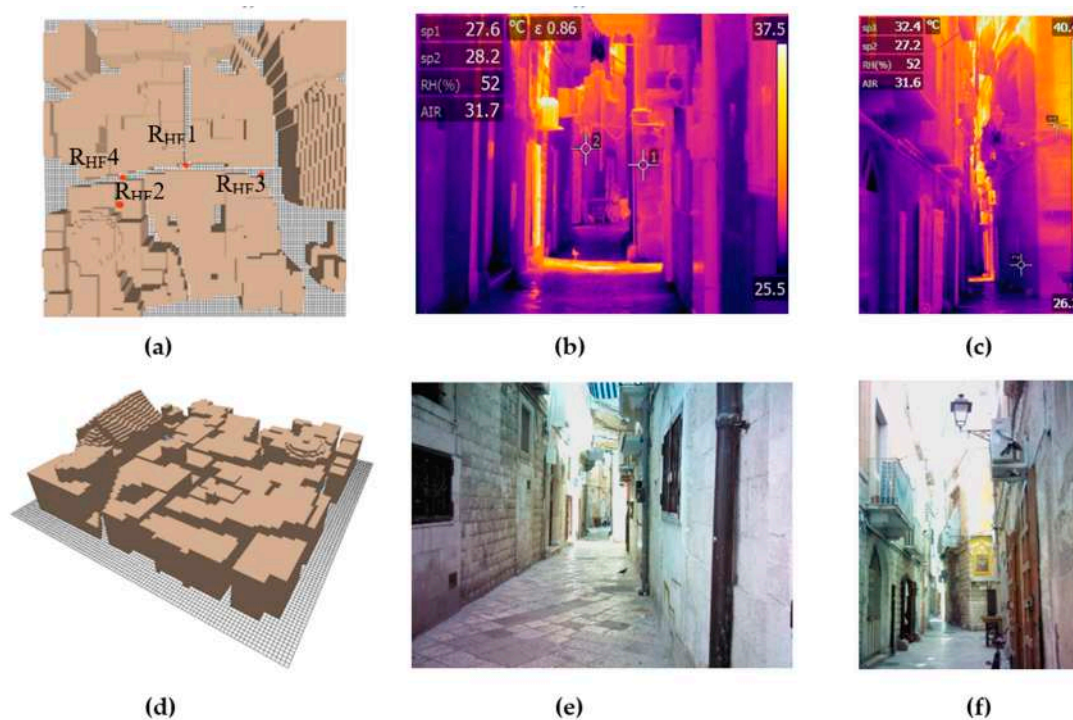 RHF1
RHF4
RHF3
RHF2
(a)
sp1 27.6 °C ε 0.86
sp2 28.2
RH(%) 52
AIR 31.7
37.5
2
1
25.5
(b)
sp1 32.4 °C
sp2 27.2
RH(%) 52
AIR 31.6
40.4
26.
(c)
(d)
(e)
(f)